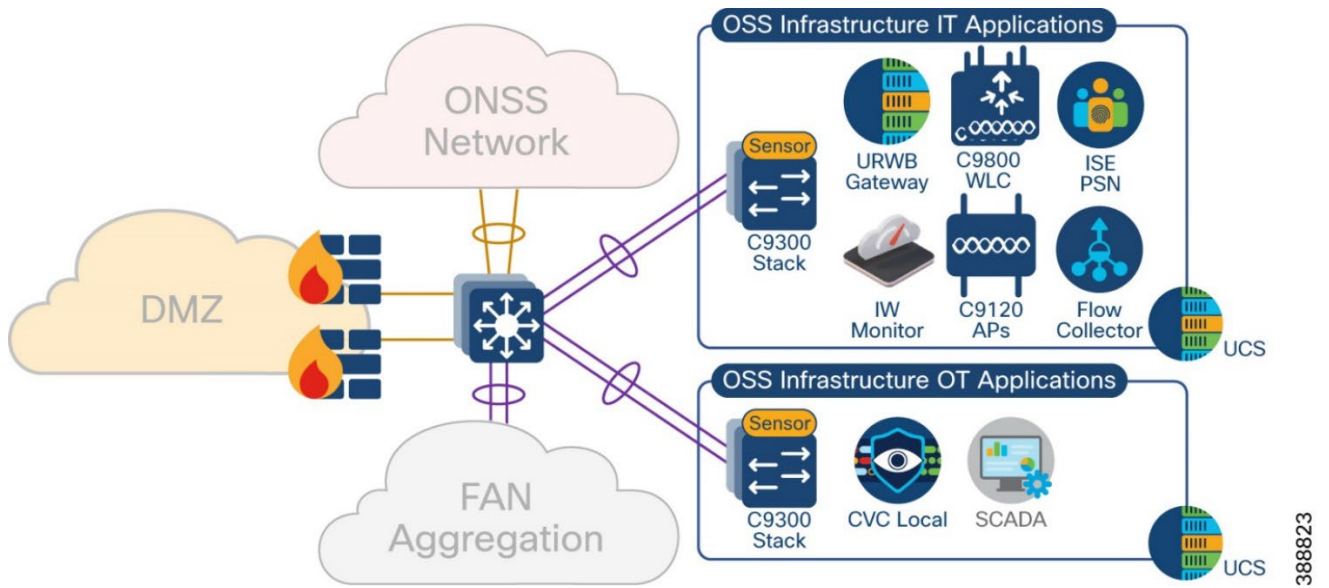 ONSS
Network
DMZ
FAN
Aggregation
OSS Infrastructure IT Applications
Sensor
C9300
Stack
URWB
Gateway
C9800
WLC
ISE
PSN
IW
Monitor
C9120
APs
Flow
Collector
UCS
OSS Infrastructure OT Applications
Sensor
C9300
Stack
CVC Local
SCADA
UCS
388823